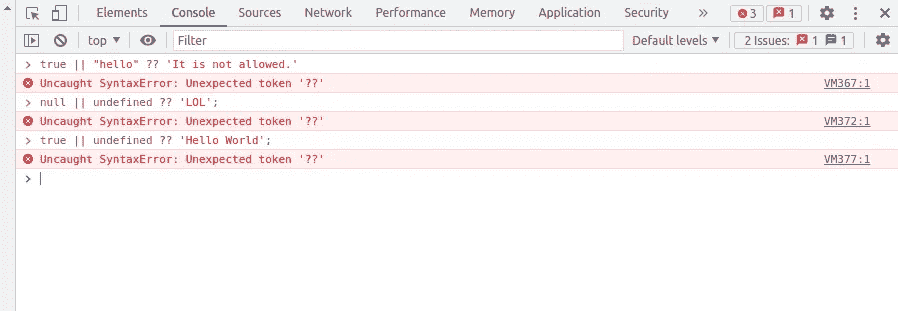 Elements Console Sources Network Performance Memory Application Security » 3 1
top ▼ Filter Default levels ▼ 2 Issues: 1 1
> true || "hello" ?? 'It is not allowed.'
Uncaught SyntaxError: Unexpected token '??' VM367:1
> null || undefined ?? 'LOL';
Uncaught SyntaxError: Unexpected token '??' VM372:1
> true || undefined ?? 'Hello World';
Uncaught SyntaxError: Unexpected token '??' VM377:1
>